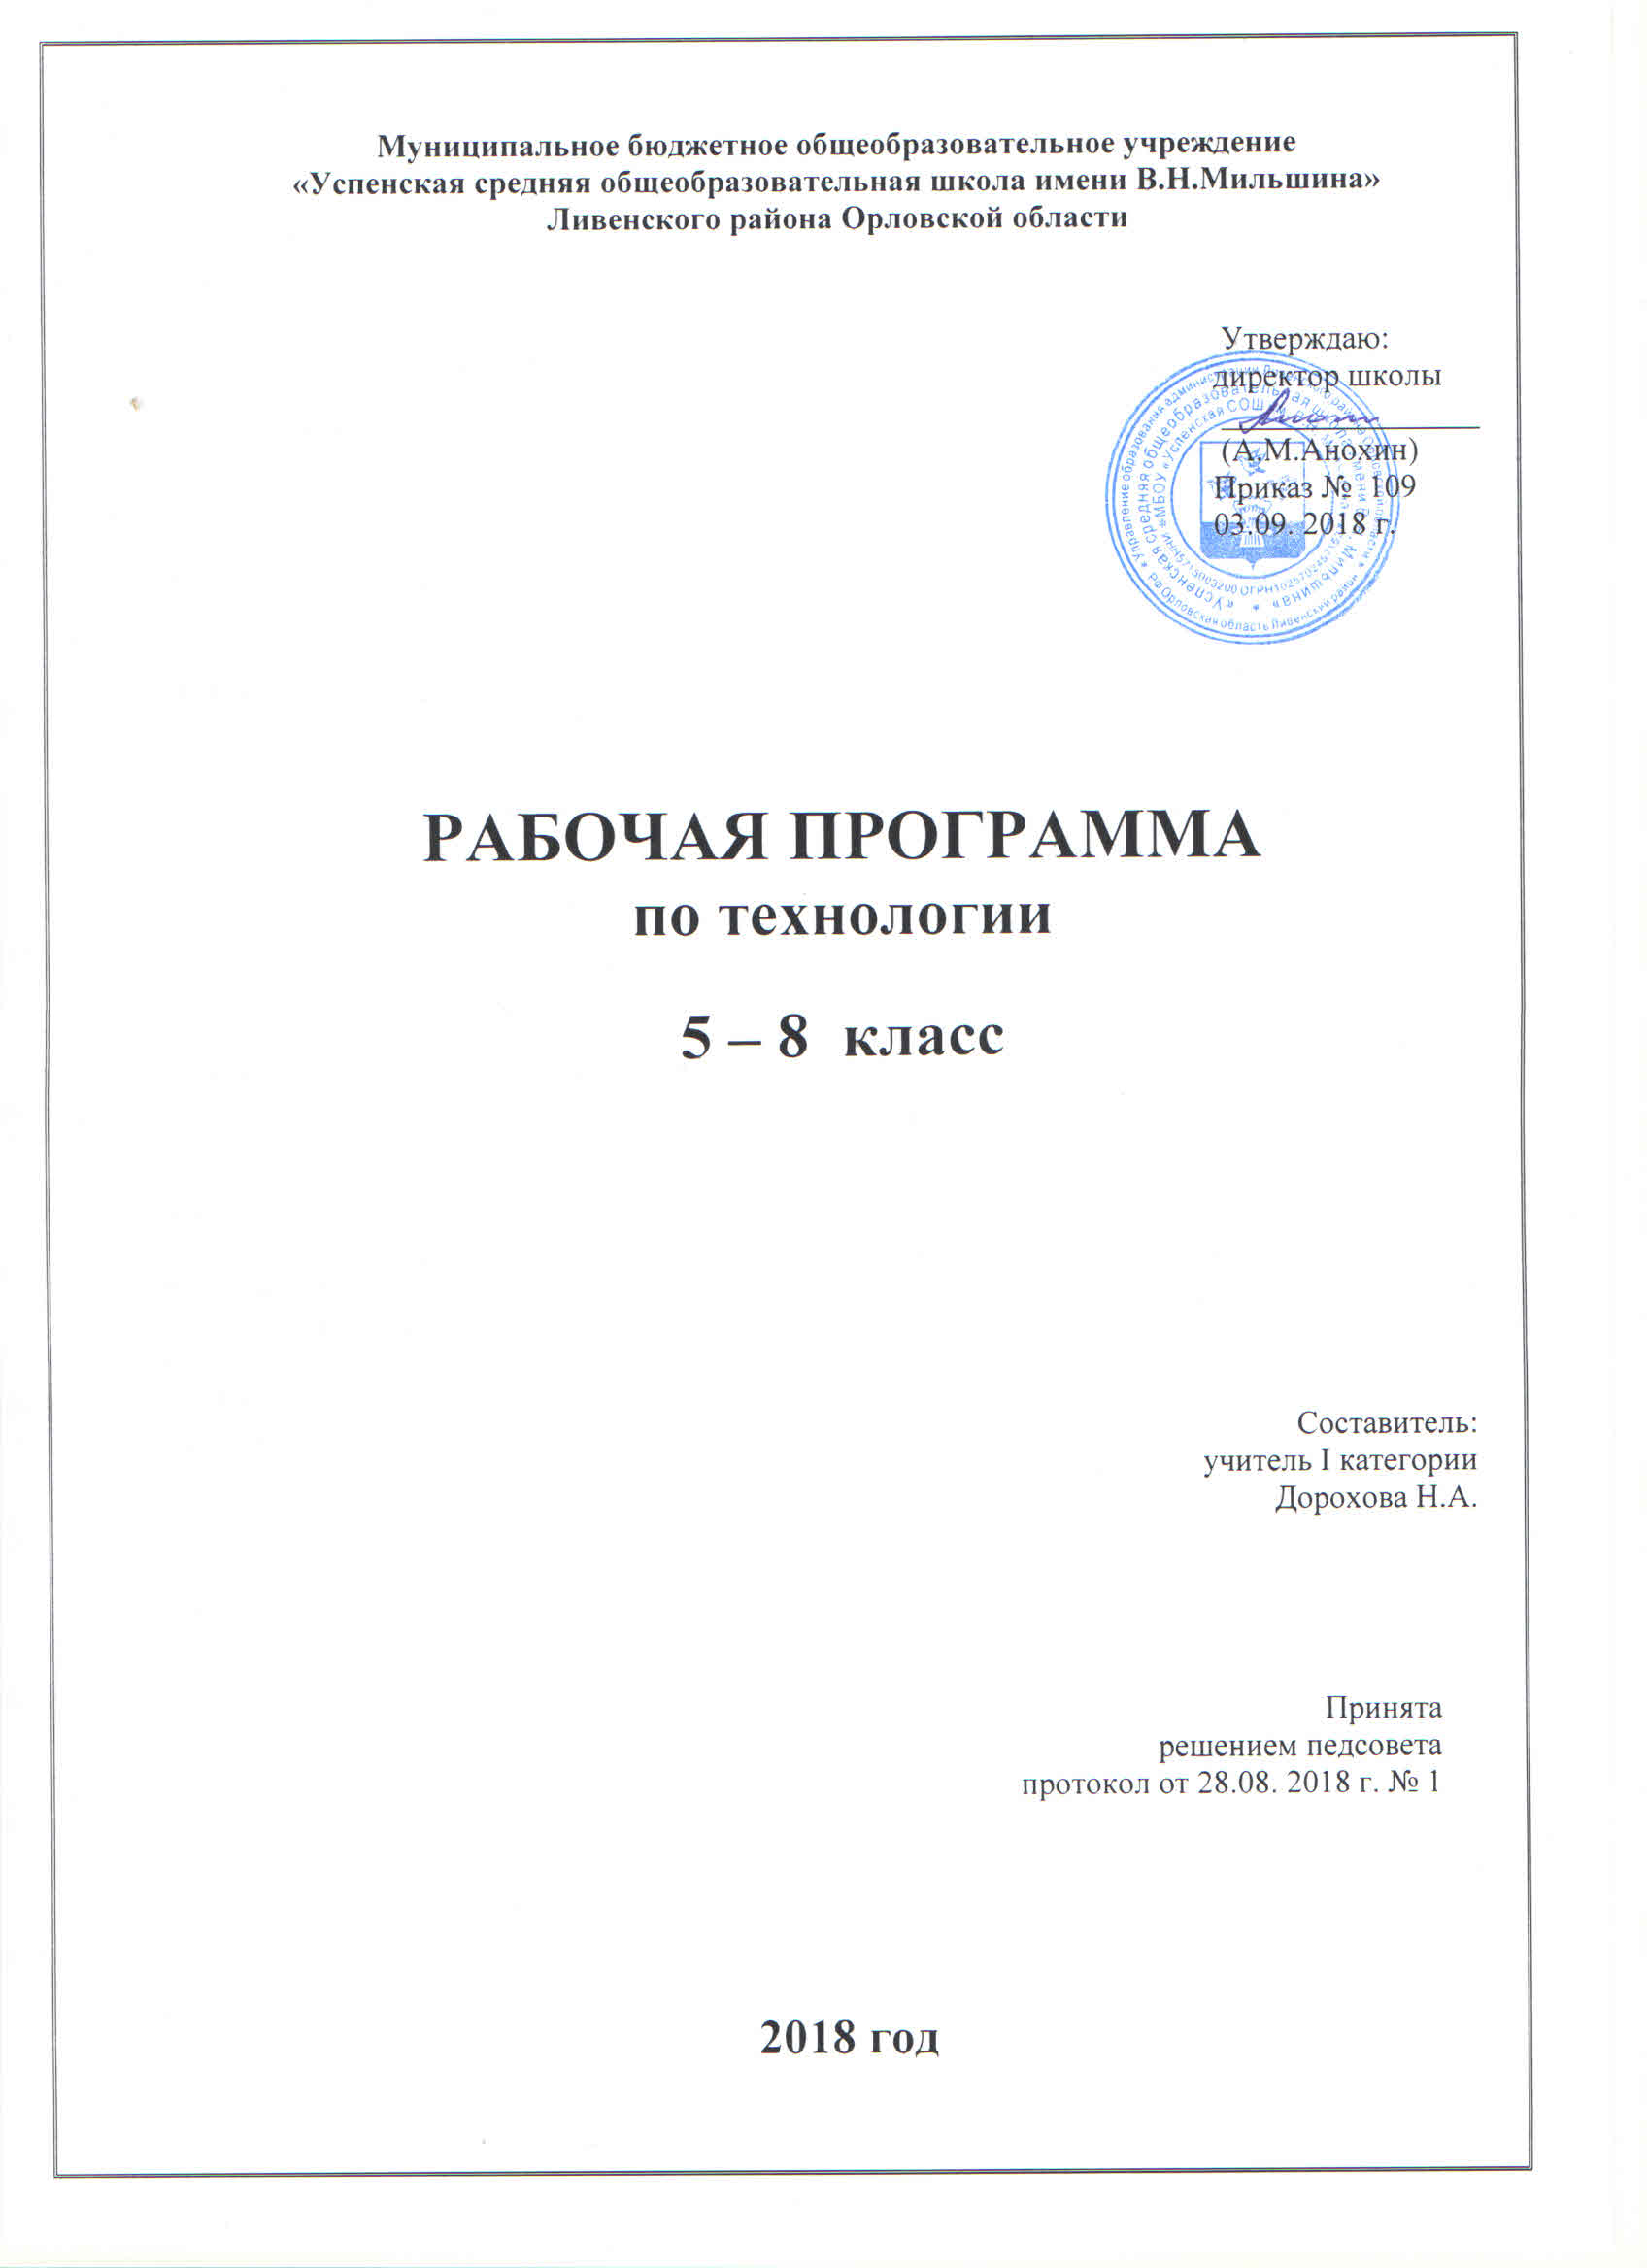 Муниципальное бюджетное общеобразовательное учреждение
«Успенская средняя общеобразовательная школа имени В.Н.Мильшина»
Ливенского района Орловской области
Утверждаю:
директор школы
(А.М.Анохин)
Приказ № 109
03.09. 2018 г.
РАБОЧАЯ ПРОГРАММА
по технологии
5 – 8 класс
Составитель:
учитель I категории
Дорохова Н.А.
Принята
решением педсовета
протокол от 28.08. 2018 г. № 1
2018 год